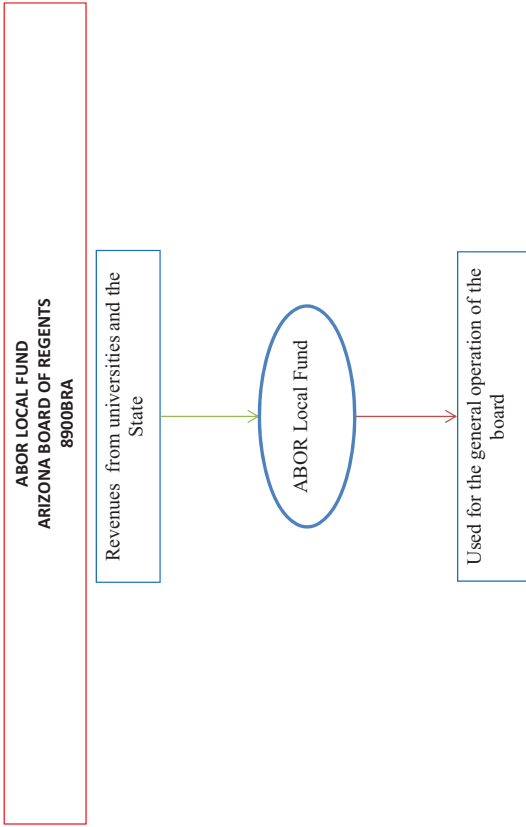 ABOR LOCAL FUND
ARIZONA BOARD OF REGENTS
8900BRA
Revenues from universities and the
State
ABOR Local Fund
Used for the general operation of the
board